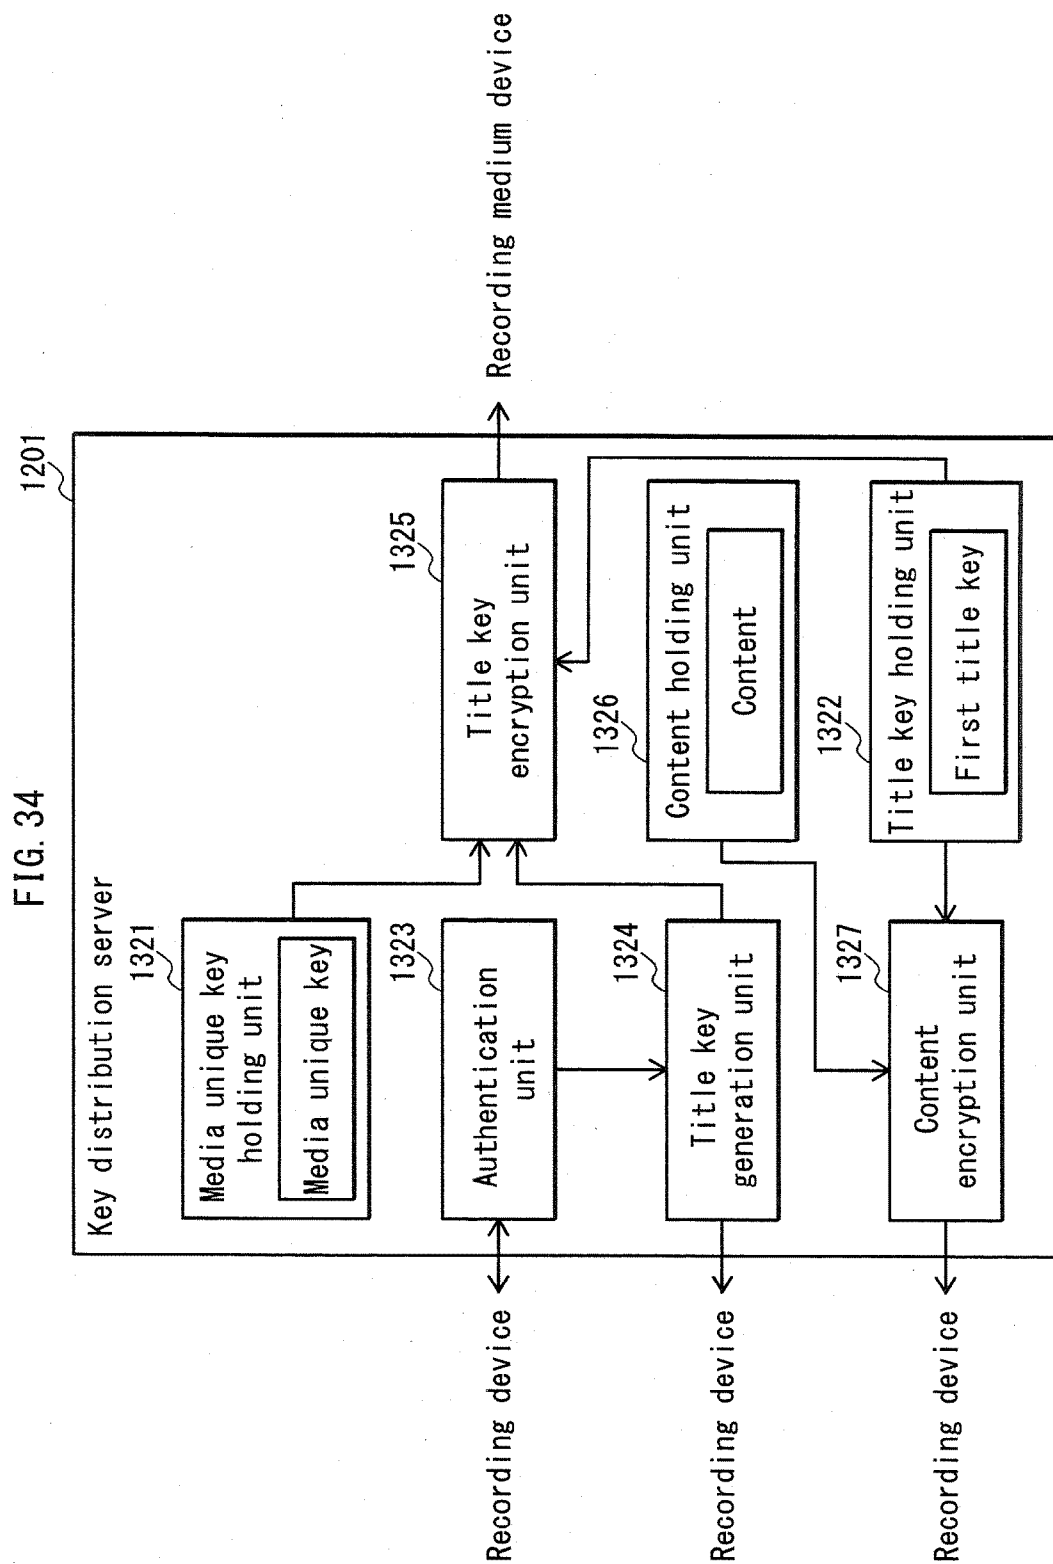 FIG. 34
1201
Key distribution server
1321
Media unique key
holding unit
Media unique key
1323
Authentication
unit
1324
Title key
generation unit
1327
Content
encryption unit
1325
Title key
encryption unit
1326
Content holding unit
Content
1322
Title key holding unit
First title key
Recording device
Recording device
Recording device
Recording medium device